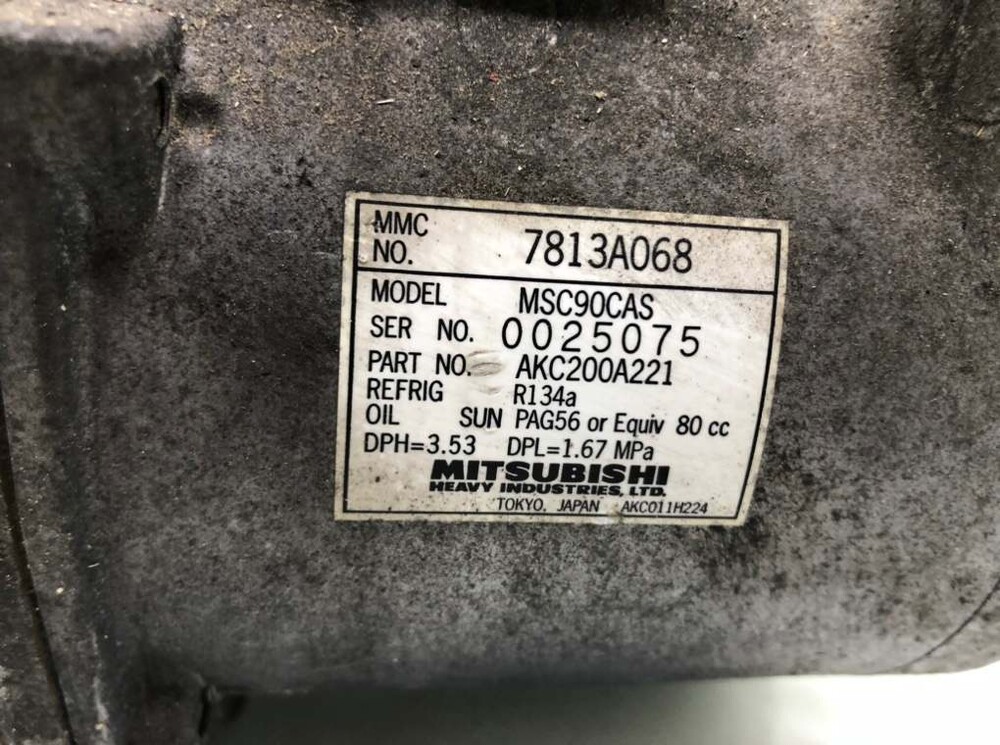 MMC NO. 7813A068
MODEL MSC90CAS
SER NO. 0025075
PART NO. AKC200A221
REFRIG R134a
OIL SUN PAG56 or Equiv 80 cc
DPH=3.53 DPL=1.67 MPa
MITSUBISHI
HEAVY INDUSTRIES, LTD.
TOKYO, JAPAN AKC011H224